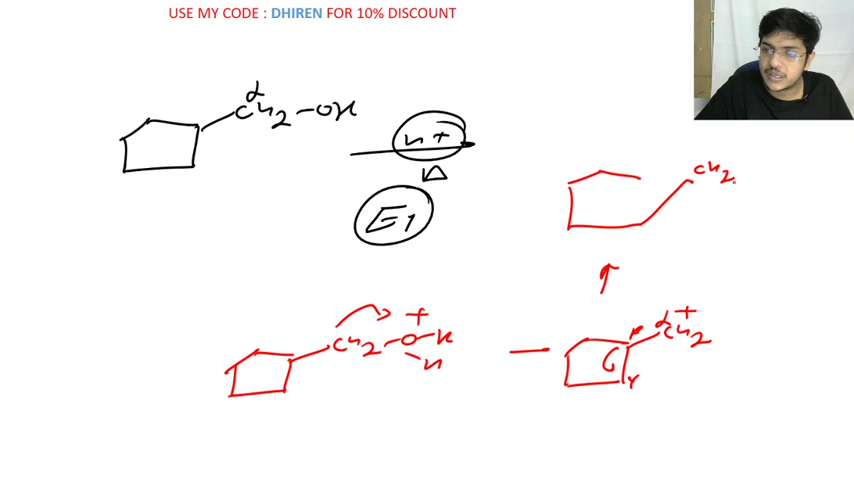 USE MY CODE : DHIREN FOR 10% DISCOUNT
α
CH2-OH
H+
Δ
E1
CH2
+
CH2-O-H
H
α +
CH2